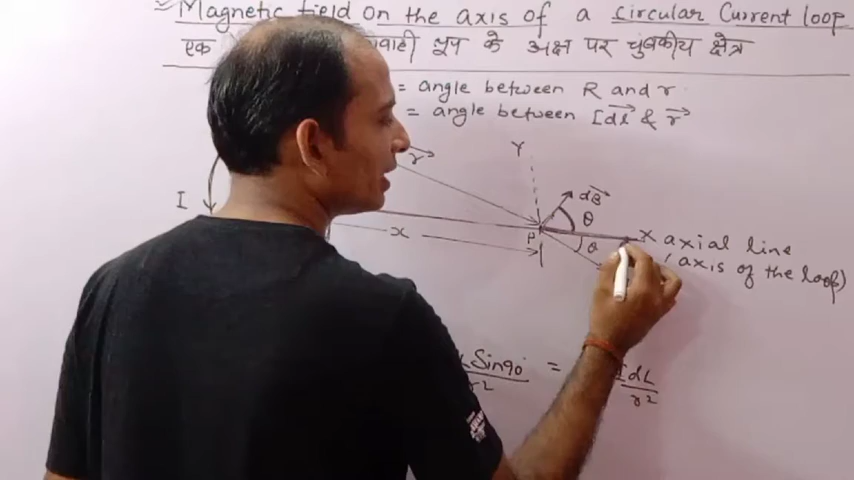 Magnetic field on the axis of a circular current loop
एक वाही लूप के अक्ष पर चुंबकीय क्षेत्र
= angle between R and r
= angle between Idl & r
Y
r
dB
I
θ
x
P
X axial line
θ
(axis of the loop)
Sin90 = IdL
r2 r2